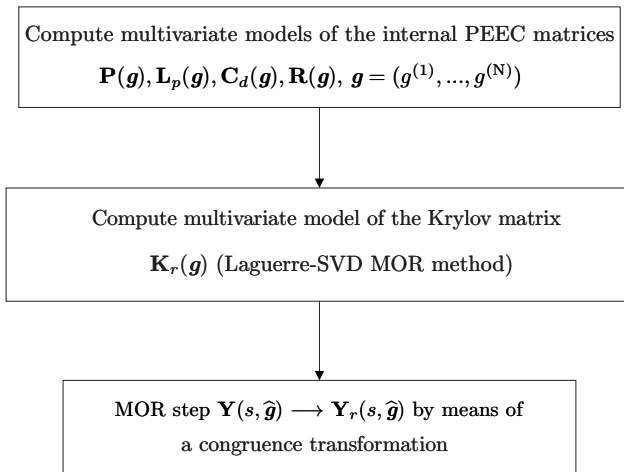 Compute multivariate models of the internal PEEC matrices
P(g), Lₚ(g), C_d(g), R(g), g = (g⁽¹⁾, ..., g⁽ᴺ⁾)
Compute multivariate model of the Krylov matrix
Kᵣ(g) (Laguerre-SVD MOR method)
MOR step Y(s, ĝ) ⟶ Yᵣ(s, ĝ) by means of
a congruence transformation